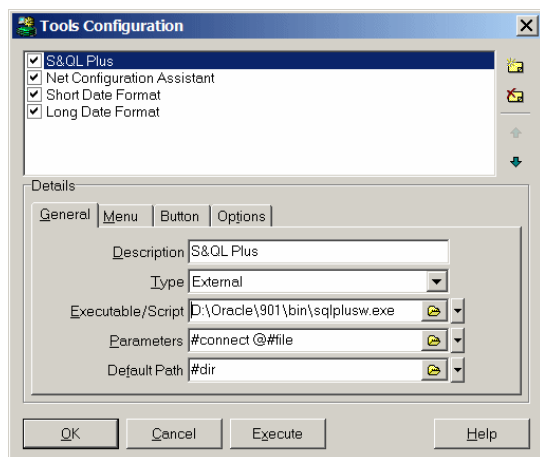 Tools Configuration
S&QL Plus
Net Configuration Assistant
Short Date Format
Long Date Format
Details
General Menu Button Options
Description S&QL Plus
Type External
Executable/Script D:\Oracle\901\bin\sqlplusw.exe
Parameters #connect @#file
Default Path #dir
OK Cancel Execute Help